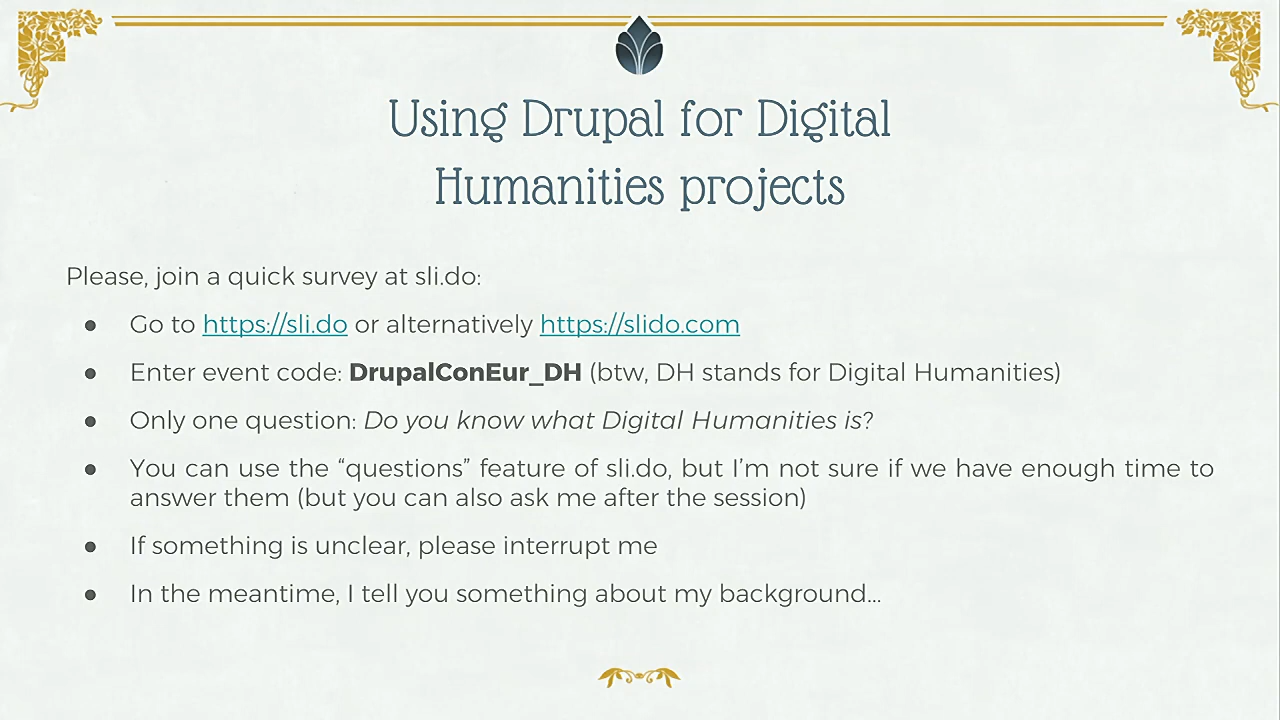 Using Drupal for Digital
Humanities projects
Please, join a quick survey at sli.do:
● Go to https://sli.do or alternatively https://slido.com
● Enter event code: DrupalConEur_DH (btw, DH stands for Digital Humanities)
● Only one question: Do you know what Digital Humanities is?
● You can use the “questions” feature of sli.do, but I’m not sure if we have enough time to
answer them (but you can also ask me after the session)
● If something is unclear, please interrupt me
● In the meantime, I tell you something about my background...